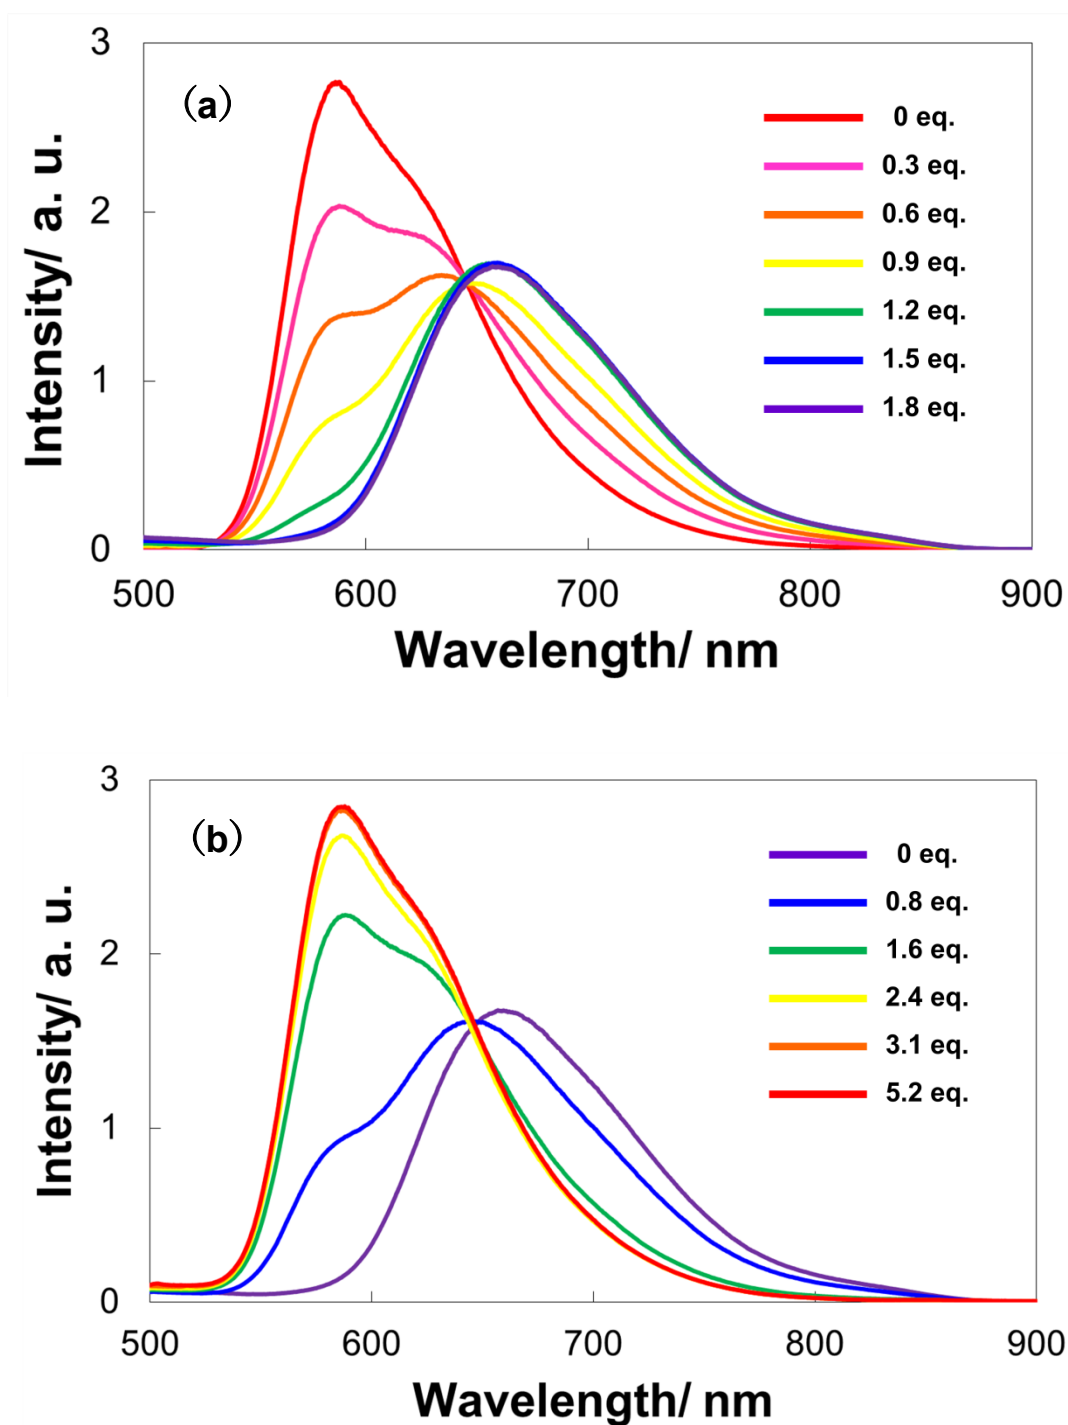 3
(a)
0 eq.
0.3 eq.
0.6 eq.
0.9 eq.
1.2 eq.
1.5 eq.
1.8 eq.
2
1
0
Intensity/ a. u.
500 600 700 800 900
Wavelength/ nm
3
(b)
0 eq.
0.8 eq.
1.6 eq.
2.4 eq.
3.1 eq.
5.2 eq.
2
1
0
Intensity/ a. u.
500 600 700 800 900
Wavelength/ nm